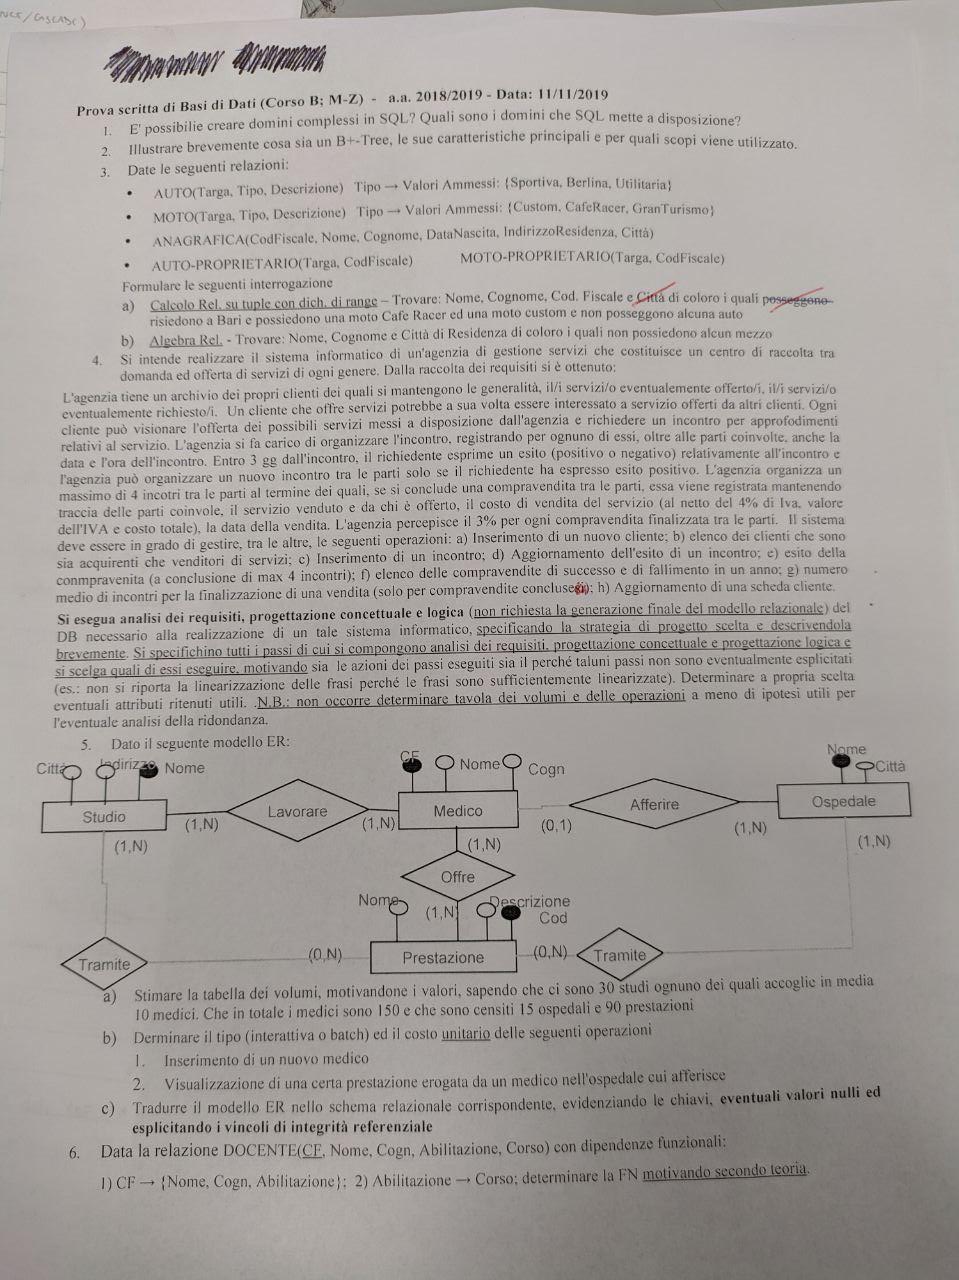 Prova scritta di Basi di Dati (Corso B; M-Z) - a.a. 2018/2019 - Data: 11/11/2019
1. E' possibilie creare domini complessi in SQL? Quali sono i domini che SQL mette a disposizione?
2. Illustrare brevemente cosa sia un B+-Tree, le sue caratteristiche principali e per quali scopi viene utilizzato.
3. Date le seguenti relazioni:
• AUTO(Targa, Tipo, Descrizione) Tipo → Valori Ammessi: {Sportiva, Berlina, Utilitaria}
• MOTO(Targa, Tipo, Descrizione) Tipo → Valori Ammessi: {Custom, CafeRacer, GranTurismo}
• ANAGRAFICA(CodFiscale, Nome, Cognome, DataNascita, IndirizzoResidenza, Città)
• AUTO-PROPRIETARIO(Targa, CodFiscale) MOTO-PROPRIETARIO(Targa, CodFiscale)
Formulare le seguenti interrogazione
a) Calcolo Rel. su tuple con dich. di range – Trovare: Nome, Cognome, Cod. Fiscale e Città di coloro i quali posseggono
risiedono a Bari e possiedono una moto Cafe Racer ed una moto custom e non posseggono alcuna auto
b) Algebra Rel. - Trovare: Nome, Cognome e Città di Residenza di coloro i quali non possiedono alcun mezzo
4. Si intende realizzare il sistema informatico di un'agenzia di gestione servizi che costituisce un centro di raccolta tra
domanda ed offerta di servizi di ogni genere. Dalla raccolta dei requisiti si è ottenuto:
L'agenzia tiene un archivio dei propri clienti dei quali si mantengono le generalità, il/i servizi/o eventualemente offerto/i, il/i servizi/o
eventualemente richiesto/i. Un cliente che offre servizi potrebbe a sua volta essere interessato a servizio offerti da altri clienti. Ogni
cliente può visionare l'offerta dei possibili servizi messi a disposizione dall'agenzia e richiedere un incontro per approfodimenti
relativi al servizio. L'agenzia si fa carico di organizzare l'incontro, registrando per ognuno di essi, oltre alle parti coinvolte, anche la
data e l'ora dell'incontro. Entro 3 gg dall'incontro, il richiedente esprime un esito (positivo o negativo) relativamente all'incontro e
l'agenzia può organizzare un nuovo incontro tra le parti solo se il richiedente ha espresso esito positivo. L'agenzia organizza un
massimo di 4 incotri tra le parti al termine dei quali, se si conclude una compravendita tra le parti, essa viene registrata mantenendo
traccia delle parti coinvole, il servizio venduto e da chi è offerto, il costo di vendita del servizio (al netto del 4% di Iva, valore
dell'IVA e costo totale), la data della vendita. L'agenzia percepisce il 3% per ogni compravendita finalizzata tra le parti. Il sistema
deve essere in grado di gestire, tra le altre, le seguenti operazioni: a) Inserimento di un nuovo cliente; b) elenco dei clienti che sono
sia acquirenti che venditori di servizi; c) Inserimento di un incontro; d) Aggiornamento dell'esito di un incontro; e) esito della
conmpravenita (a conclusione di max 4 incontri); f) elenco delle compravendite di successo e di fallimento in un anno; g) numero
medio di incontri per la finalizzazione di una vendita (solo per compravendite concluse); h) Aggiornamento di una scheda cliente.
Si esegua analisi dei requisiti, progettazione concettuale e logica (non richiesta la generazione finale del modello relazionale) del
DB necessario alla realizzazione di un tale sistema informatico, specificando la strategia di progetto scelta e descrivendola
brevemente. Si specifichino tutti i passi di cui si compongono analisi dei requisiti, progettazione concettuale e progettazione logica e
si scelga quali di essi eseguire, motivando sia le azioni dei passi eseguiti sia il perché taluni passi non sono eventualmente esplicitati
(es.: non si riporta la linearizzazione delle frasi perché le frasi sono sufficientemente linearizzate). Determinare a propria scelta
eventuali attributi ritenuti utili. .N.B.: non occorre determinare tavola dei volumi e delle operazioni a meno di ipotesi utili per
l'eventuale analisi della ridondanza.
5. Dato il seguente modello ER:
Città Indirizzo Nome CF Nome Cogn Nome Città
Studio Lavorare Medico Afferire Ospedale
(1,N) (1,N) (0,1) (1,N)
(1,N) (1,N) (1,N)
Offre
Nome (1,N) Descrizione
Cod
Tramite (0,N) Prestazione (0,N) Tramite
a) Stimare la tabella dei volumi, motivandone i valori, sapendo che ci sono 30 studi ognuno dei quali accoglie in media
10 medici. Che in totale i medici sono 150 e che sono censiti 15 ospedali e 90 prestazioni
b) Derminare il tipo (interattiva o batch) ed il costo unitario delle seguenti operazioni
1. Inserimento di un nuovo medico
2. Visualizzazione di una certa prestazione erogata da un medico nell'ospedale cui afferisce
c) Tradurre il modello ER nello schema relazionale corrispondente, evidenziando le chiavi, eventuali valori nulli ed
esplicitando i vincoli di integrità referenziale
6. Data la relazione DOCENTE(CF, Nome, Cogn, Abilitazione, Corso) con dipendenze funzionali:
1) CF → {Nome, Cogn, Abilitazione}; 2) Abilitazione → Corso; determinare la FN motivando secondo teoria.